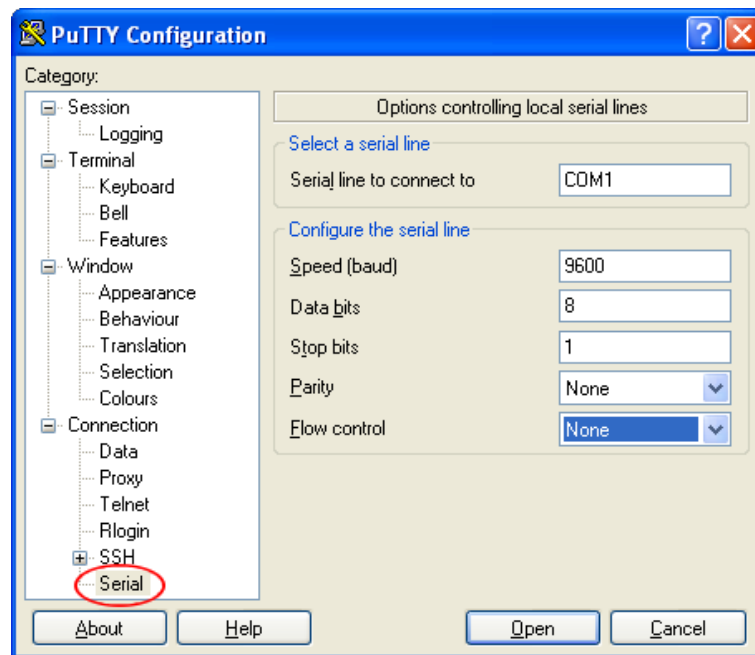 PuTTY Configuration
Category:
Session
Logging
Terminal
Keyboard
Bell
Features
Window
Appearance
Behaviour
Translation
Selection
Colours
Connection
Data
Proxy
Telnet
Rlogin
SSH
Serial
Options controlling local serial lines
Select a serial line
Serial line to connect to COM1
Configure the serial line
Speed (baud) 9600
Data bits 8
Stop bits 1
Parity None
Flow control None
About Help Open Cancel